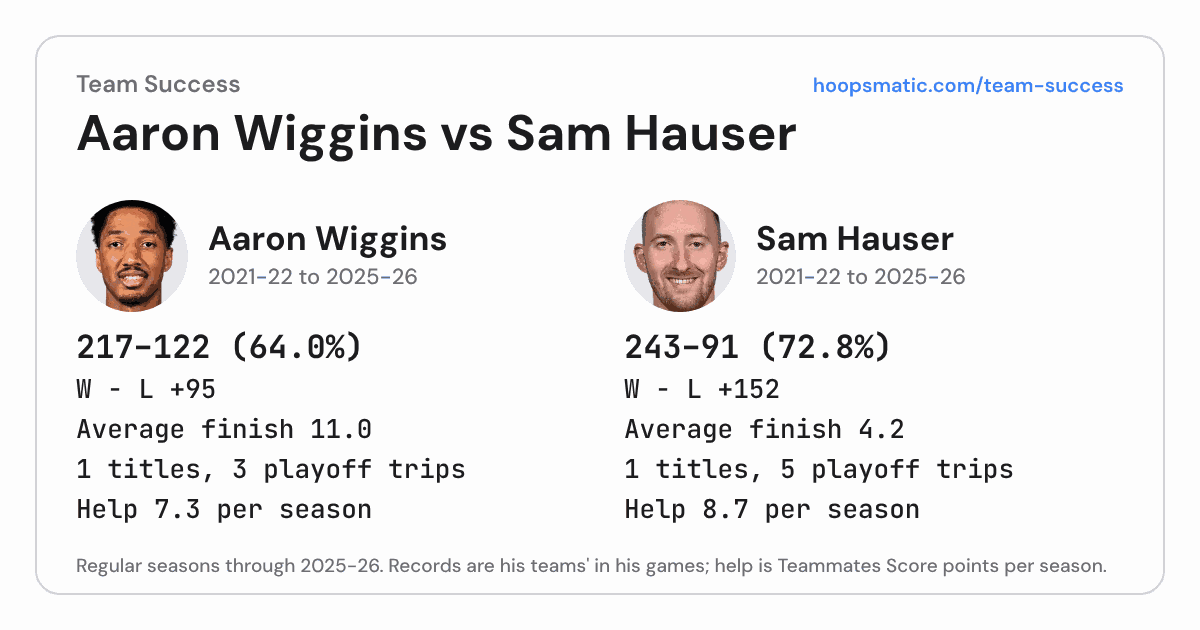 Team Success
hoopsmatic.com/team-success
Aaron Wiggins vs Sam Hauser
Aaron Wiggins
2021-22 to 2025-26
217-122 (64.0%)
W - L +95
Average finish 11.0
1 titles, 3 playoff trips
Help 7.3 per season
Sam Hauser
2021-22 to 2025-26
243-91 (72.8%)
W - L +152
Average finish 4.2
1 titles, 5 playoff trips
Help 8.7 per season
Regular seasons through 2025-26. Records are his teams' in his games; help is Teammates Score points per season.